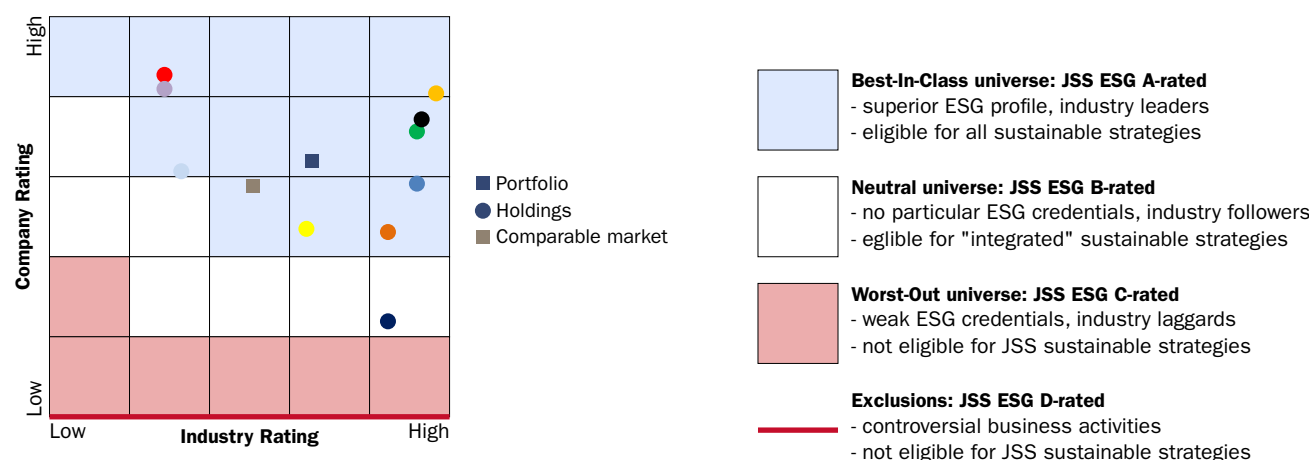 High
Company Rating
Low
Low
Industry Rating
High
Portfolio
Holdings
Comparable market
Best-In-Class universe: JSS ESG A-rated
- superior ESG profile, industry leaders
- eligible for all sustainable strategies
Neutral universe: JSS ESG B-rated
- no particular ESG credentials, industry followers
- eglible for "integrated" sustainable strategies
Worst-Out universe: JSS ESG C-rated
- weak ESG credentials, industry laggards
- not eligible for JSS sustainable strategies
Exclusions: JSS ESG D-rated
- controversial business activities
- not eligible for JSS sustainable strategies